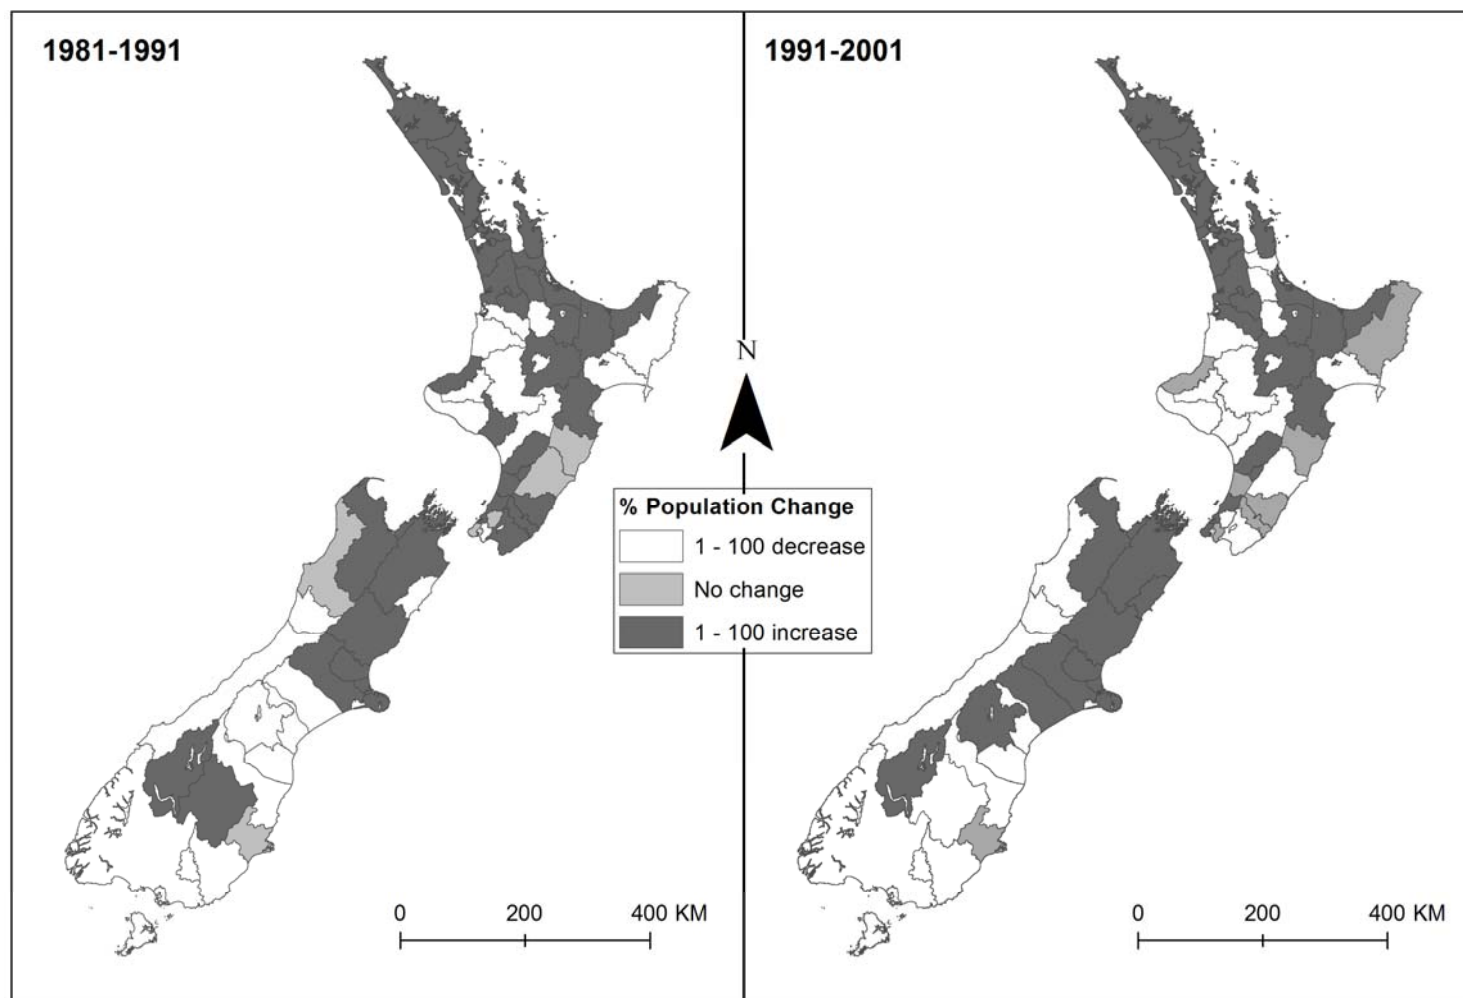 1981-1991
1991-2001
N
% Population Change
1 - 100 decrease
No change
1 - 100 increase
0 200 400 KM
0 200 400 KM